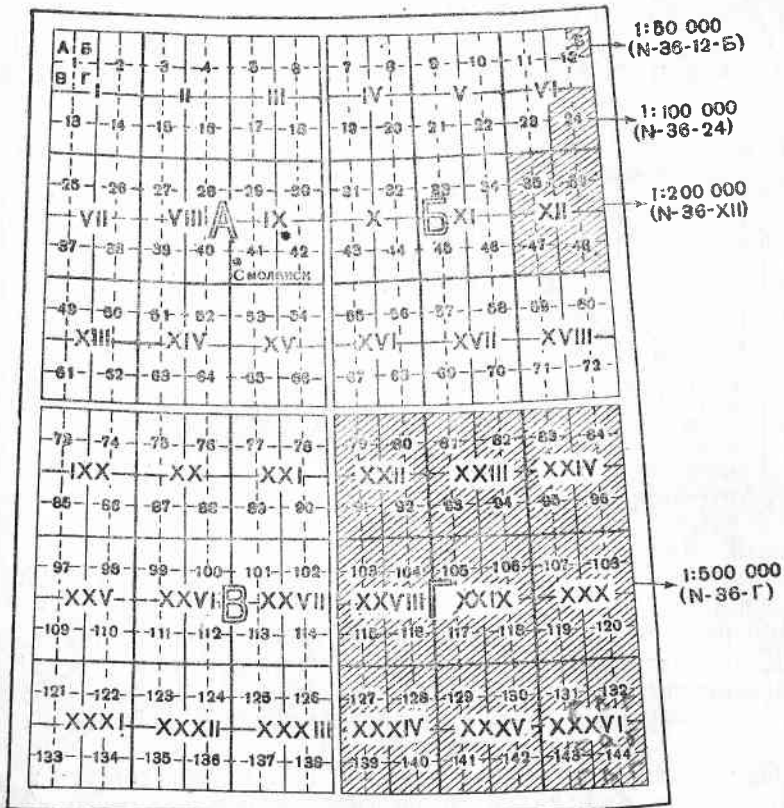 А Б
1 2 3 4 5 6 7 8 9 10 11 12
1:50 000
(N-36-12-Б)
В Г
I II III IV V VI
13 14 15 16 17 18 19 20 21 22 23 24
1:100 000
(N-36-24)
25 26 27 28 29 30 31 32 33 34 35 36
VII VIII А IX X Б XI XII
1:200 000
(N-36-XII)
37 38 39 40 41 42 43 44 45 46 47 48
Смоленск
49 50 51 52 53 54 55 56 57 58 59 60
XIII XIV XV XVI XVII XVIII
61 62 63 64 65 66 67 68 69 70 71 72
73 74 75 76 77 78 79 80 81 82 83 84
IXX XX XXI XXII XXIII XXIV
85 86 87 88 89 90 91 92 93 94 95 96
97 98 99 100 101 102 103 104 105 106 107 108
XXV XXVI В XXVII XXVIII Г XXIX XXX
1:500 000
(N-36-Г)
109 110 111 112 113 114 115 116 117 118 119 120
121 122 123 124 125 126 127 128 129 130 131 132
XXXI XXXII XXXIII XXXIV XXXV XXXVI
133 134 135 136 137 138 139 140 141 142 143 144